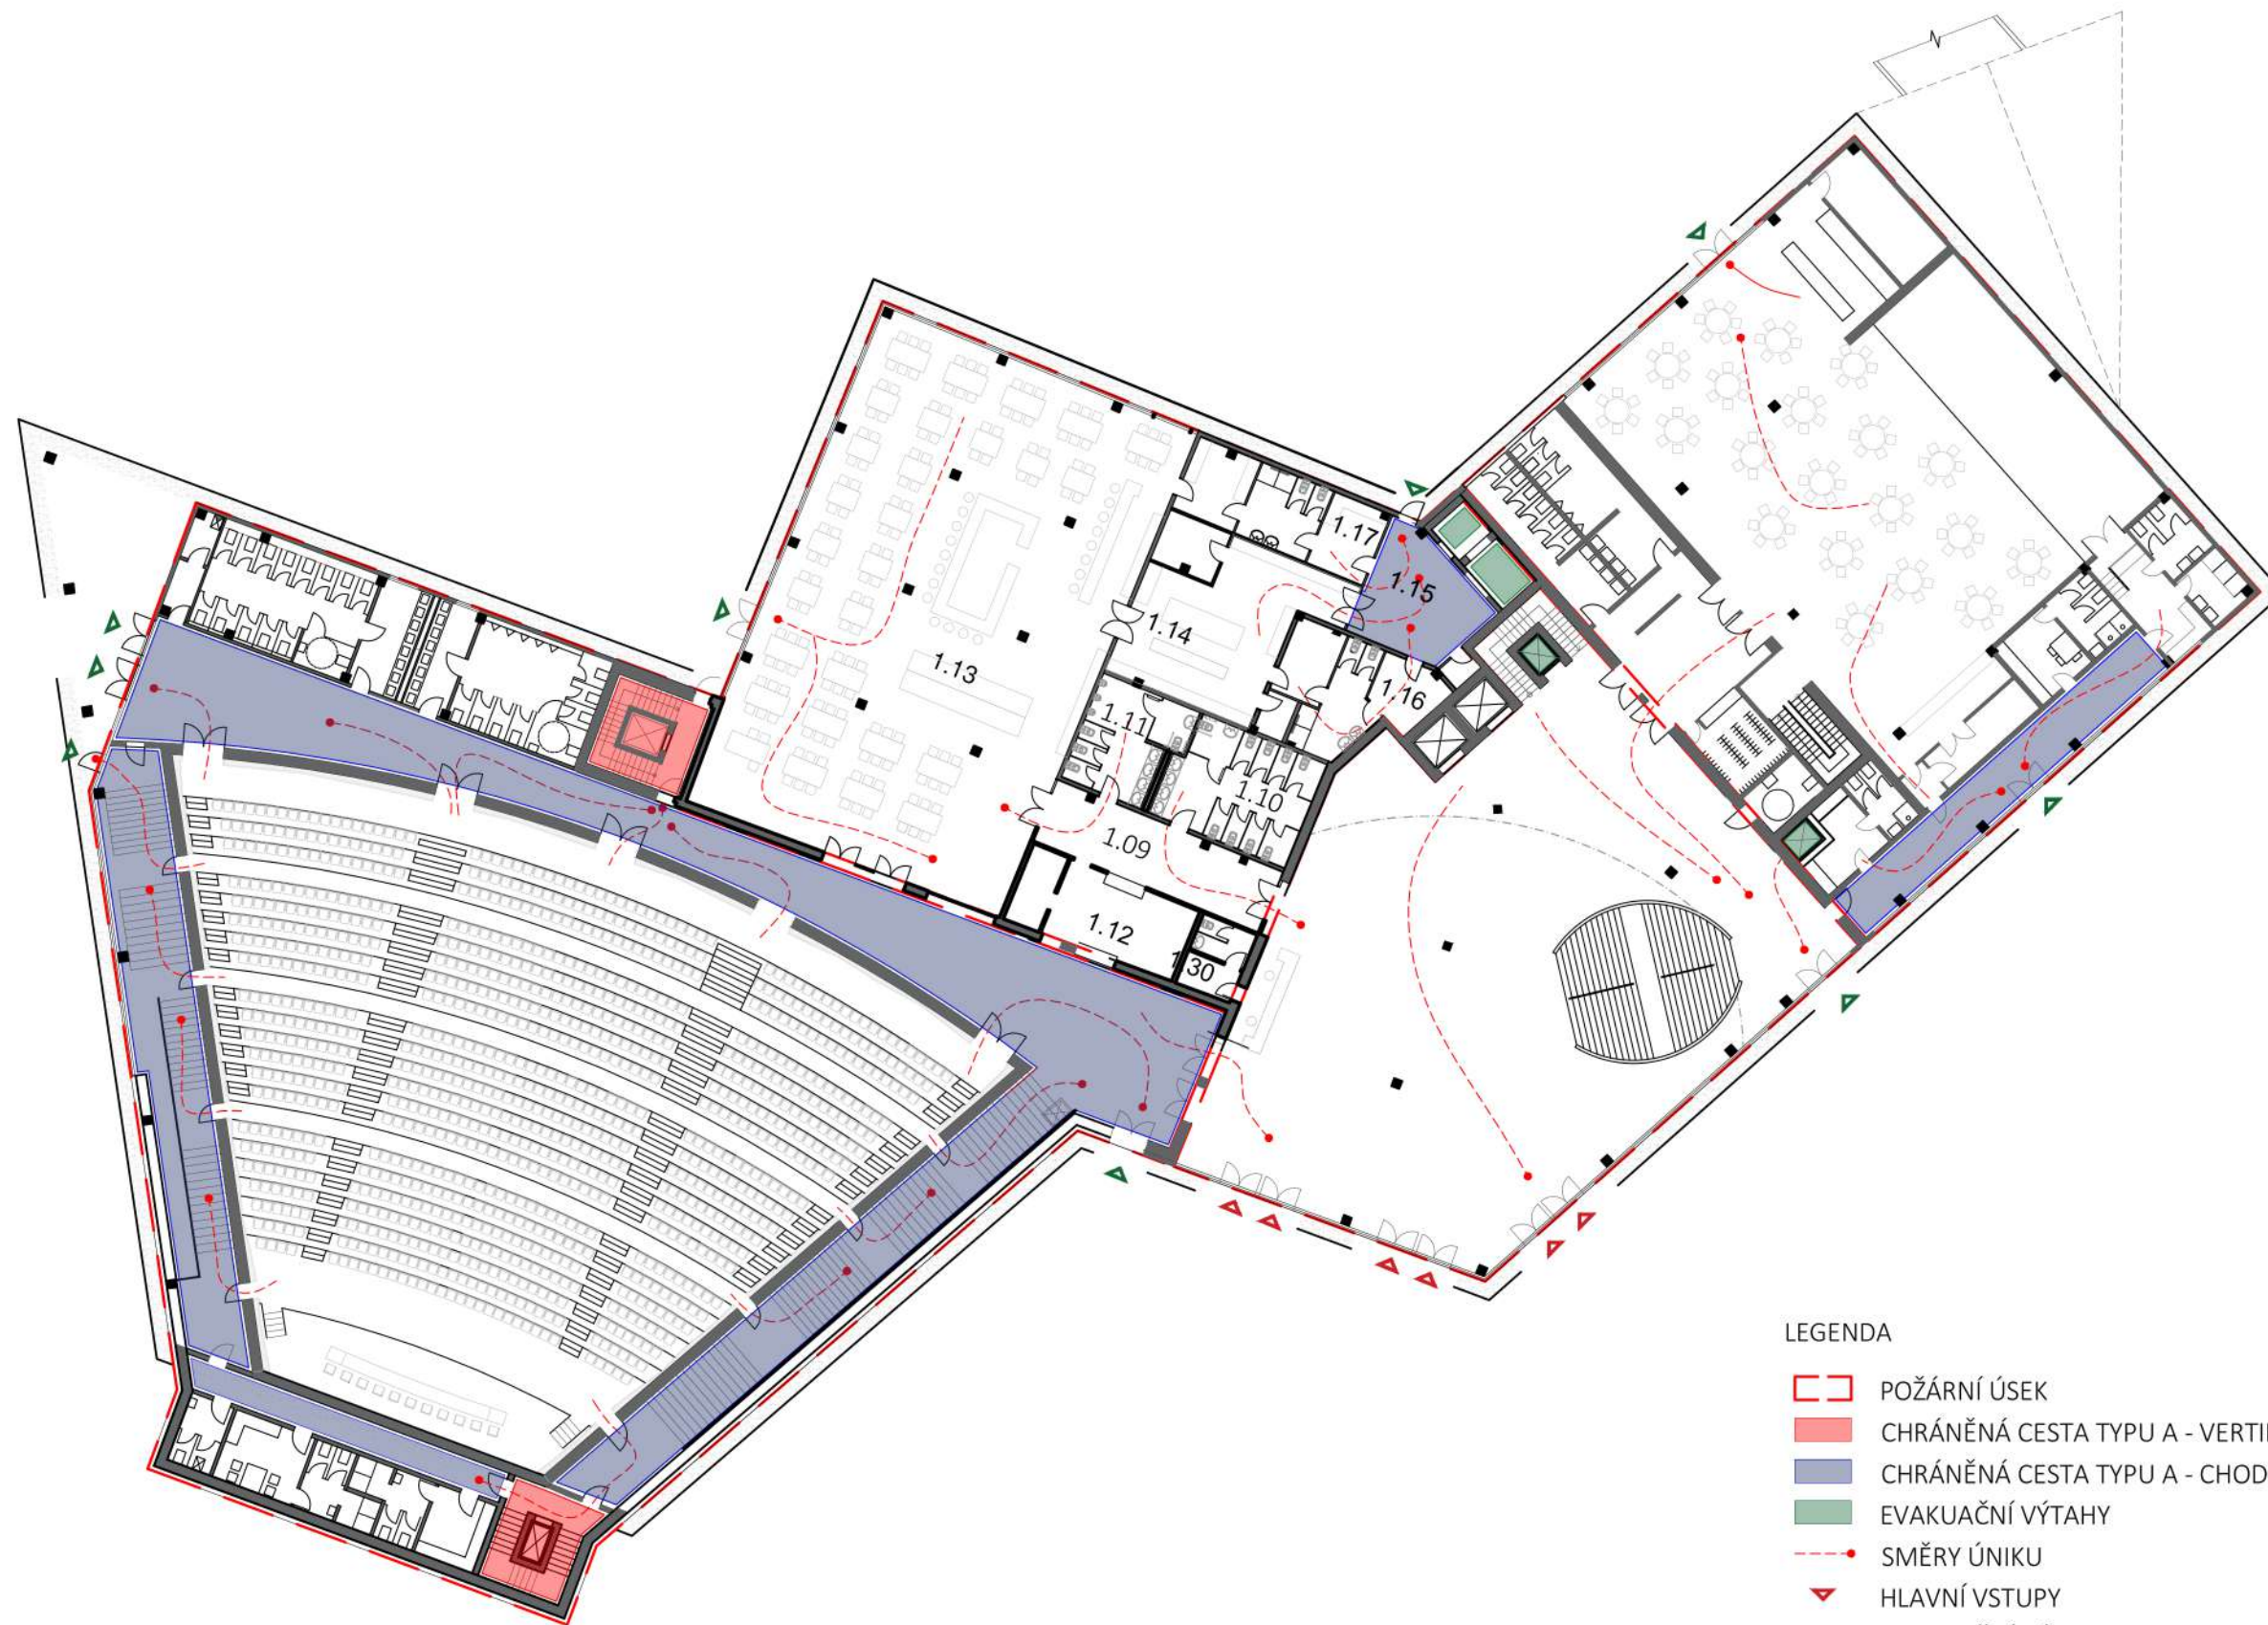 N
1.17
1.15
1.14
1.13
1.16
1.11
1.10
1.09
1.12
1.30
LEGENDA
POŽÁRNÍ ÚSEK
CHRÁNĚNÁ CESTA TYPU A - VERTI
CHRÁNĚNÁ CESTA TYPU A - CHOD
EVAKUAČNÍ VÝTAHY
SMĚRY ÚNIKU
HLAVNÍ VSTUPY